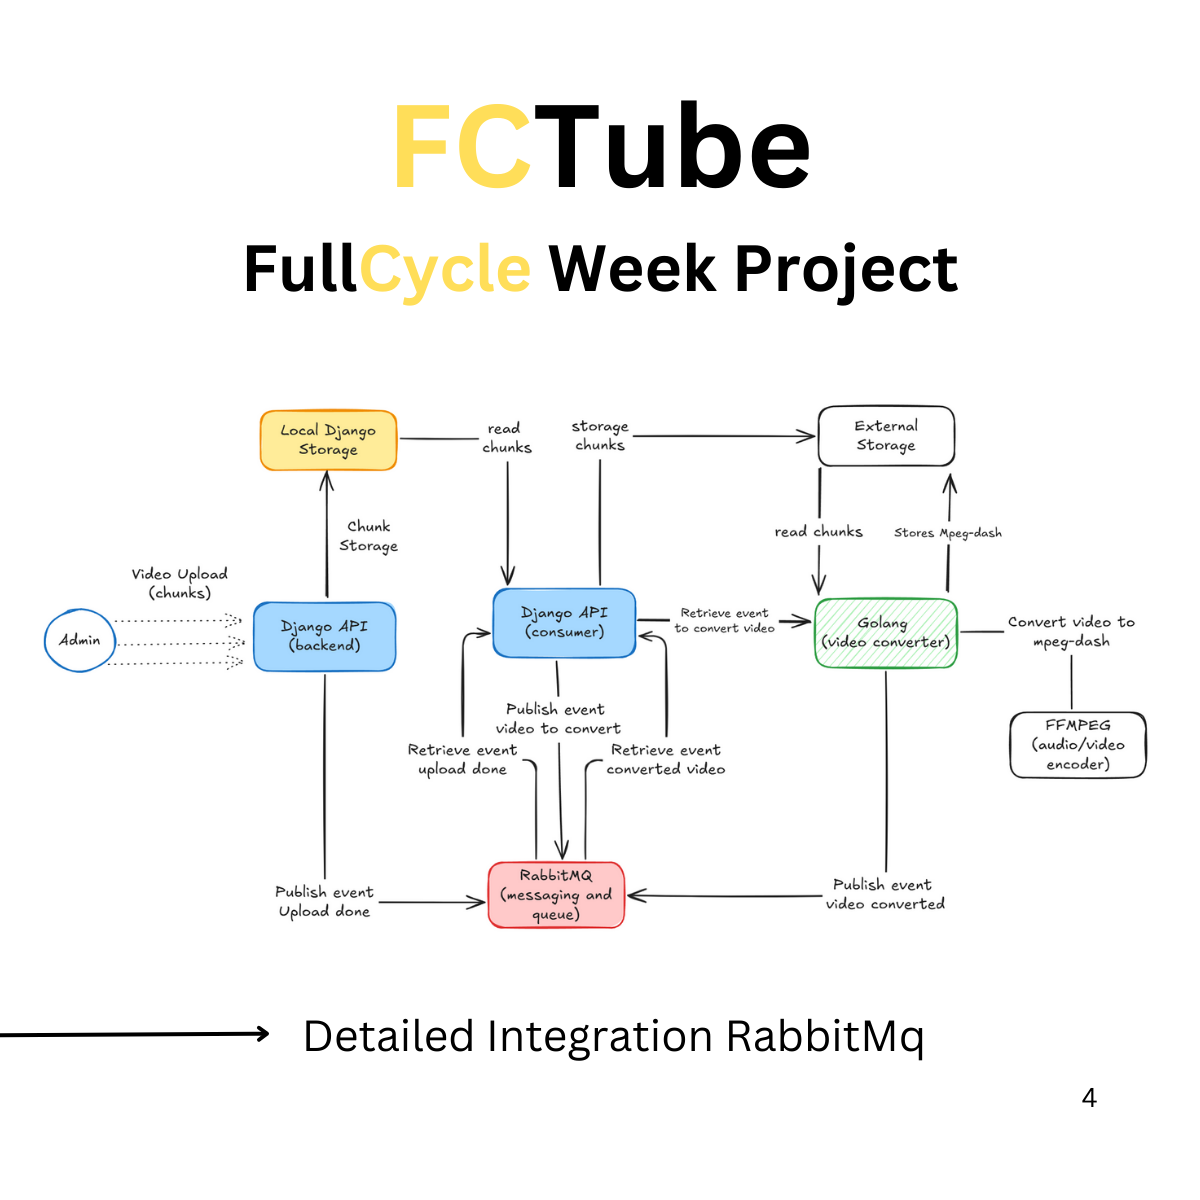 FCTube
FullCycle Week Project
Local Django
Storage
read
chunks
storage
chunks
External
Storage
Chunk
Storage
read chunks
Stores Mpeg-dash
Video Upload
(chunks)
Admin
Django API
(backend)
Django API
(consumer)
Retrieve event
to convert video
Golang
(video converter)
Convert video to
mpeg-dash
Publish event
video to convert
Retrieve event
upload done
Retrieve event
converted video
FFMPEG
(audio/video
encoder)
Publish event
Upload done
RabbitMQ
(messaging and
queue)
Publish event
video converted
Detailed Integration RabbitMq
4